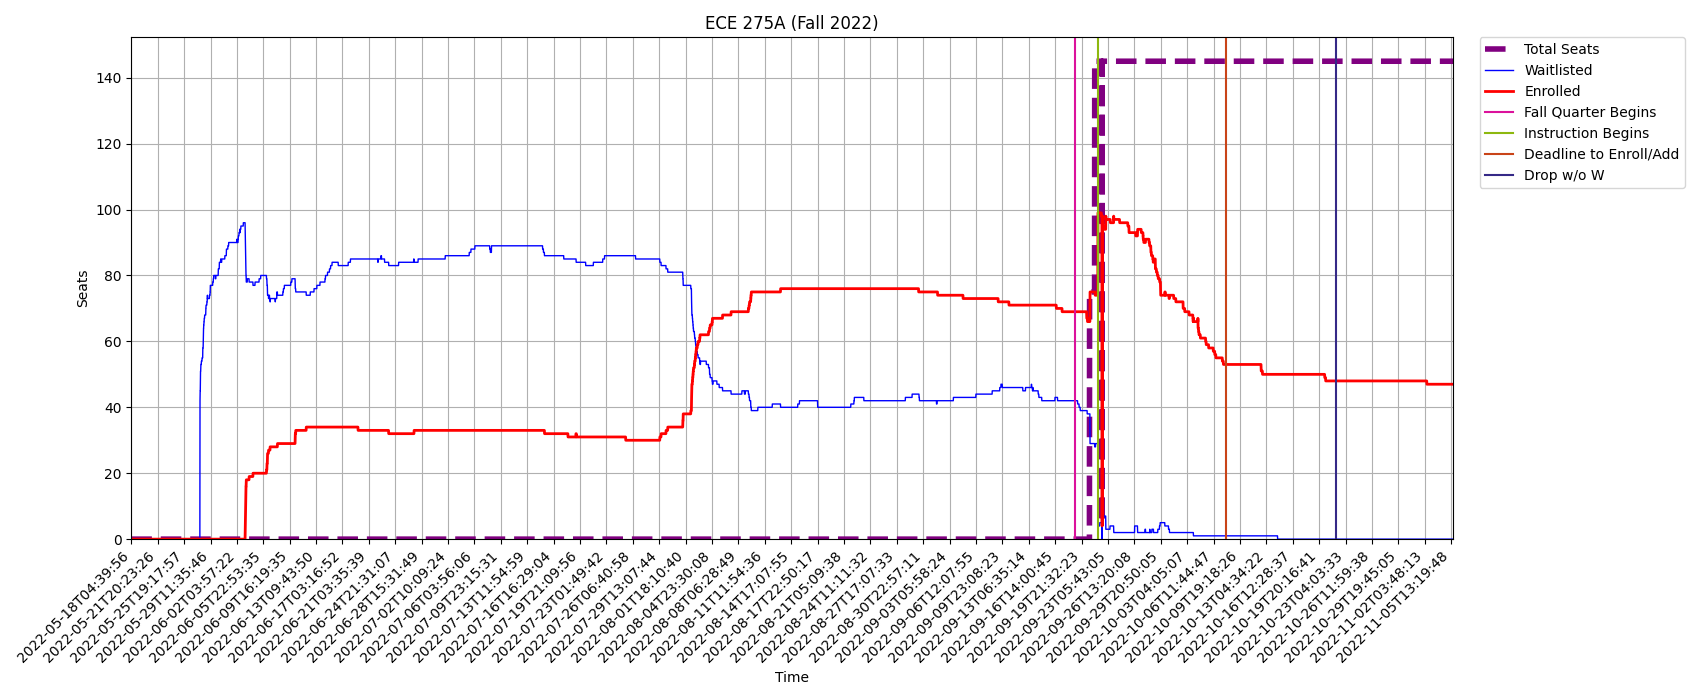 ECE 275A (Fall 2022)
Total Seats
Waitlisted
Enrolled
Fall Quarter Begins
Instruction Begins
Deadline to Enroll/Add
Drop w/o W
Seats
140
120
100
80
60
40
20
0
2022-05-18T04:39:56
2022-05-21T20:23:26
2022-05-25T19:17:57
2022-05-29T11:35:46
2022-06-02T03:57:22
2022-06-05T22:53:35
2022-06-09T16:19:35
2022-06-13T09:43:50
2022-06-17T03:16:52
2022-06-21T03:35:39
2022-06-24T21:31:07
2022-06-28T15:31:49
2022-07-02T10:09:24
2022-07-06T03:56:06
2022-07-09T23:15:31
2022-07-13T11:54:59
2022-07-16T16:29:04
2022-07-19T21:09:56
2022-07-23T01:49:42
2022-07-26T06:40:58
2022-07-29T13:07:44
2022-08-01T18:10:40
2022-08-04T23:30:08
2022-08-08T06:28:49
2022-08-11T11:54:36
2022-08-14T17:07:55
2022-08-17T22:50:17
2022-08-21T05:09:38
2022-08-24T11:11:32
2022-08-27T17:07:33
2022-08-30T22:57:11
2022-09-03T05:58:24
2022-09-06T12:07:55
2022-09-09T23:08:23
2022-09-13T06:35:14
2022-09-16T14:00:45
2022-09-19T21:32:23
2022-09-23T05:43:05
2022-09-26T13:20:08
2022-09-29T20:50:05
2022-10-03T04:05:07
2022-10-06T11:44:47
2022-10-09T19:18:26
2022-10-13T04:34:22
2022-10-16T12:28:37
2022-10-19T20:16:41
2022-10-23T04:03:33
2022-10-26T11:59:38
2022-10-29T19:45:05
2022-11-02T03:48:13
2022-11-05T13:19:48
Time